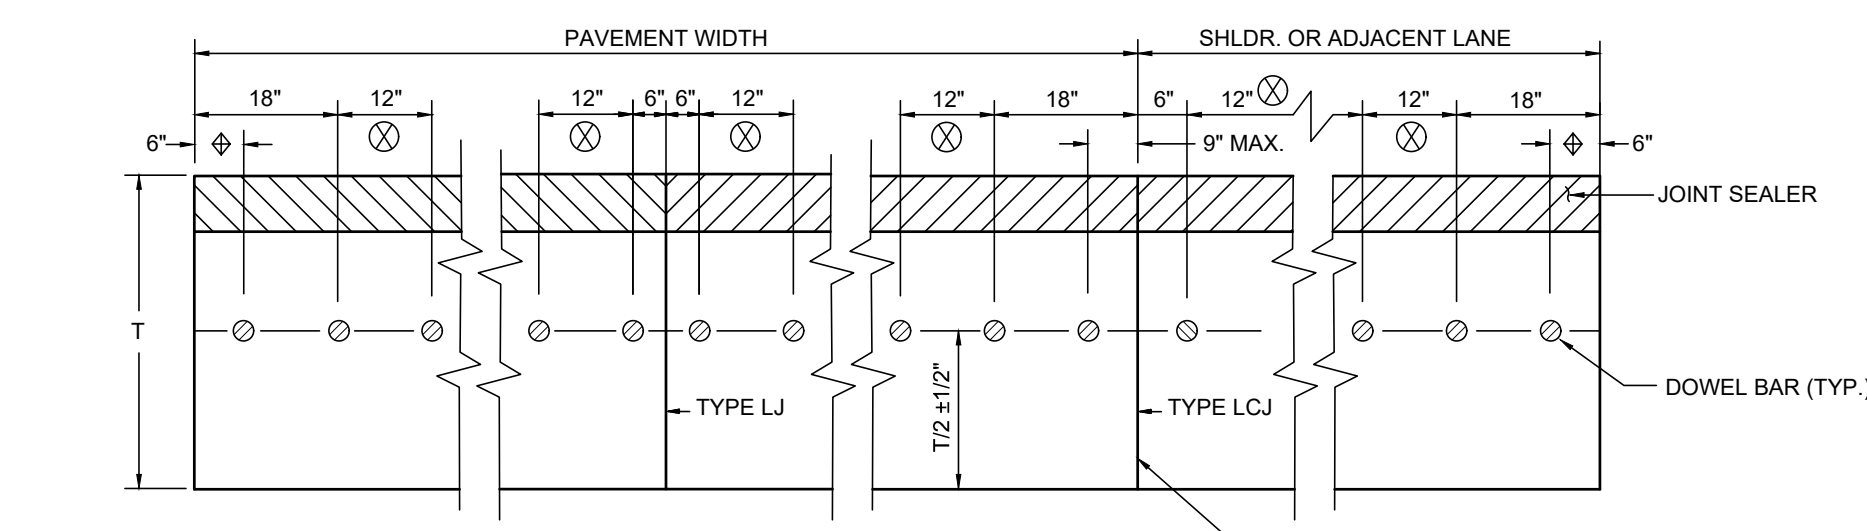 PAVEMENT WIDTH
SHLDR. OR ADJACENT LANE
18" 12" 12" 6" 6" 12" 12" 18" 6" 12" 12" 18"
6" 9" MAX. 6"
JOINT SEALER
T
DOWEL BAR (TYP.)
T/2 ±1/2"
TYPE LJ
TYPE LCJ